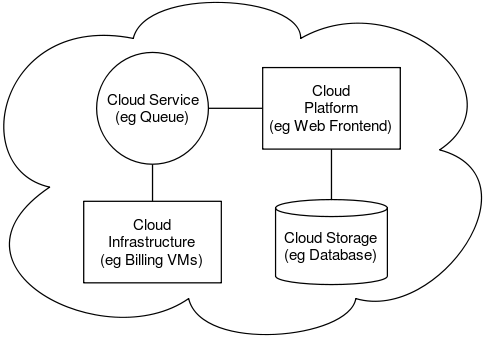 Cloud Service
(eg Queue)
Cloud
Platform
(eg Web Frontend)
Cloud
Infrastructure
(eg Billing VMs)
Cloud Storage
(eg Database)